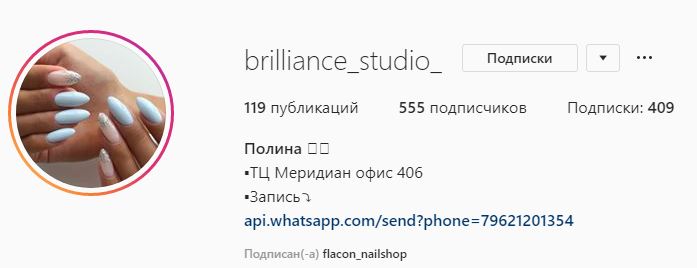 brilliance_studio_ Подписки
119 публикаций 555 подписчиков Подписки: 409
Полина
▪ТЦ Меридиан офис 406
▪Запись⤵
api.whatsapp.com/send?phone=79621201354
Подписан(-а) flacon_nailshop